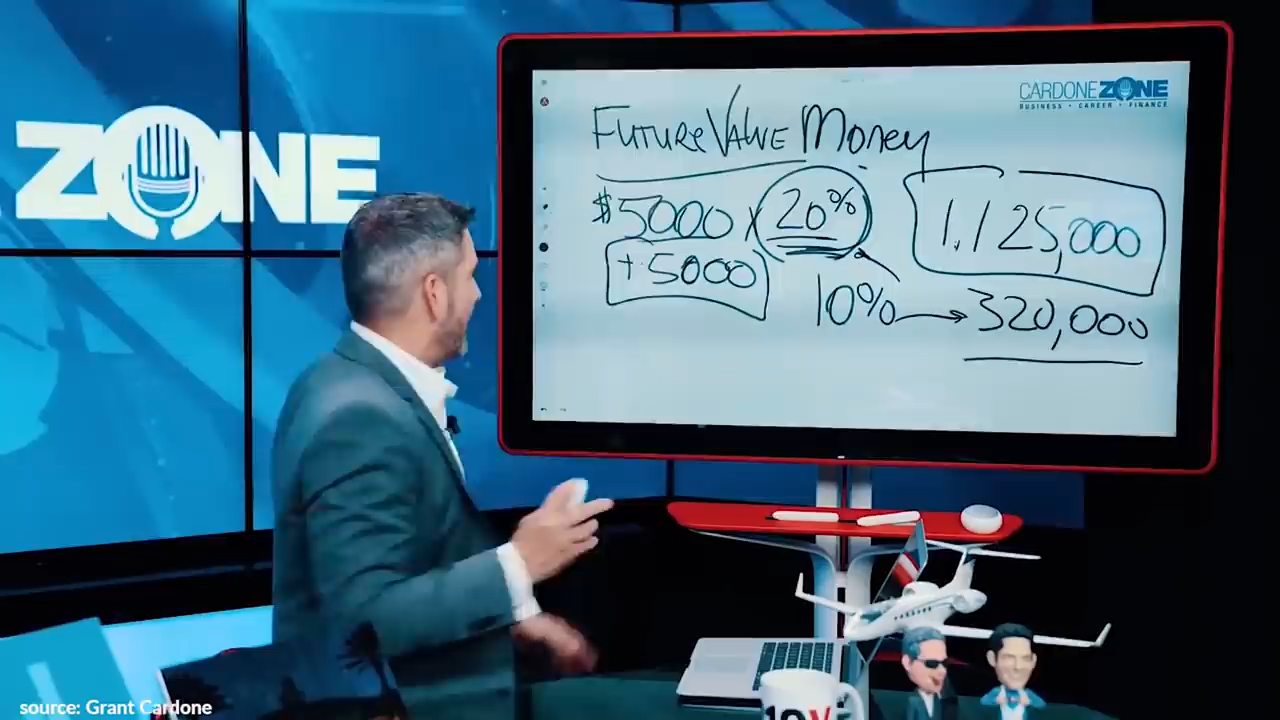 ZONE
CARDONE ZONE
BUSINESS • CAREER • FINANCE
FUTURE VALUE MONEY
$5000 x 20% 1,125,000
+5000
10% → 320,000
source: Grant Cardone